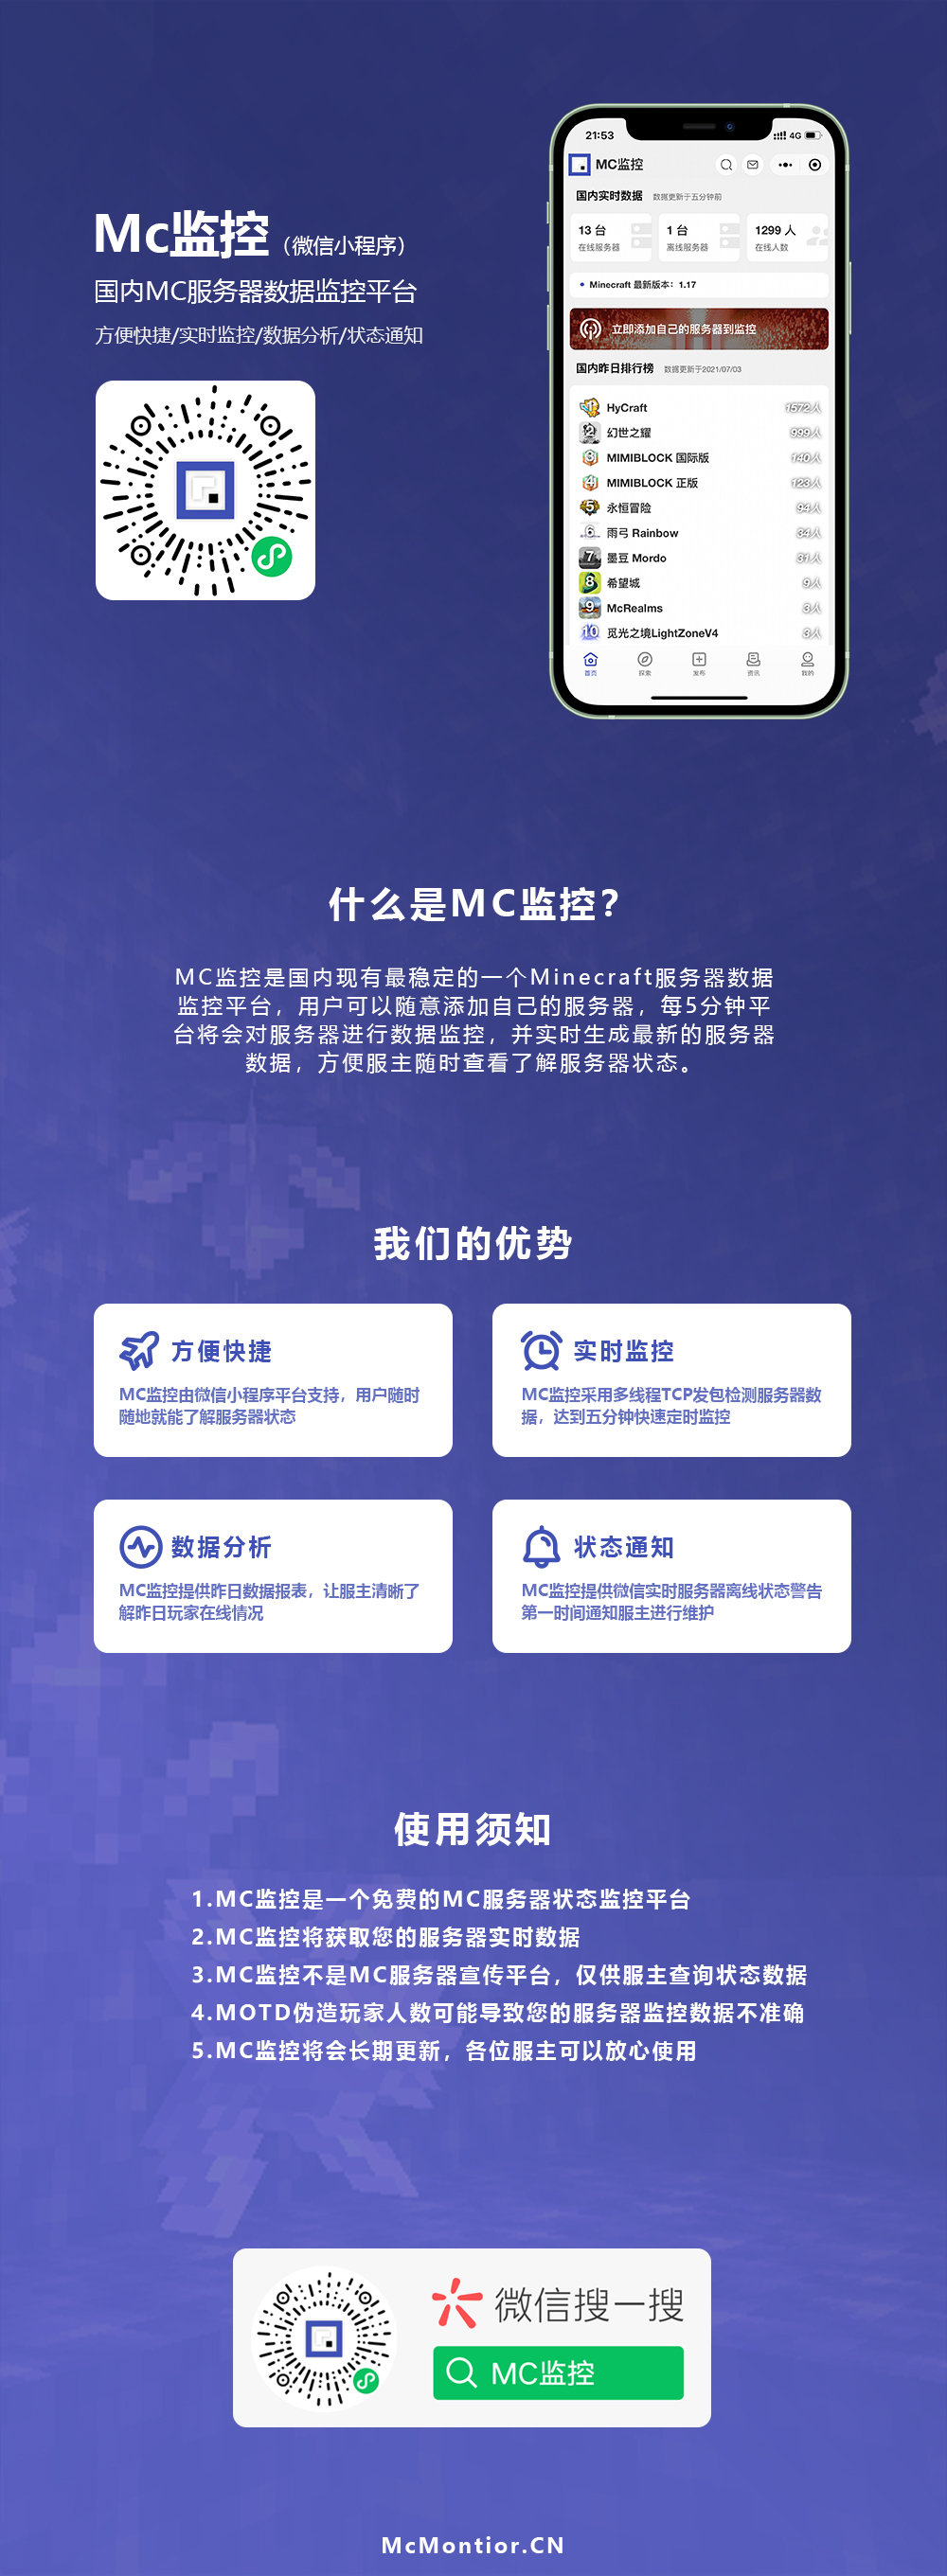 Mc监控（微信小程序）
国内MC服务器数据监控平台
方便快捷/实时监控/数据分析/状态通知
21:53
4G
MC监控
国内实时数据 数据更新于五分钟前
13 台
在线服务器
1 台
离线服务器
1299 人
在线人数
Minecraft 最新版本：1.17
立即添加自己的服务器到监控
国内昨日排行榜 数据更新于2021/07/03
1 HyCraft 1572人
2 幻世之耀 999人
3 MIMIBLOCK 国际版 140人
4 MIMIBLOCK 正版 123人
5 永恒冒险 94人
6 雨弓 Rainbow 34人
7 墨豆 Mordo 31人
8 希望城 9人
9 McRealms 3人
10 觅光之境LightZoneV4 3人
首页 探索 发布 资讯 我的
什么是MC监控？
MC监控是国内现有最稳定的一个Minecraft服务器数据
监控平台，用户可以随意添加自己的服务器，每5分钟平
台将会对服务器进行数据监控，并实时生成最新的服务器
数据，方便服主随时查看了解服务器状态。
我们的优势
方便快捷
MC监控由微信小程序平台支持，用户随时
随地就能了解服务器状态
实时监控
MC监控采用多线程TCP发包检测服务器数
据，达到五分钟快速定时监控
数据分析
MC监控提供昨日数据报表，让服主清晰了
解昨日玩家在线情况
状态通知
MC监控提供微信实时服务器离线状态警告
第一时间通知服主进行维护
使用须知
1.MC监控是一个免费的MC服务器状态监控平台
2.MC监控将获取您的服务器实时数据
3.MC监控不是MC服务器宣传平台，仅供服主查询状态数据
4.MOTD伪造玩家人数可能导致您的服务器监控数据不准确
5.MC监控将会长期更新，各位服主可以放心使用
微信搜一搜
MC监控
McMontior.CN